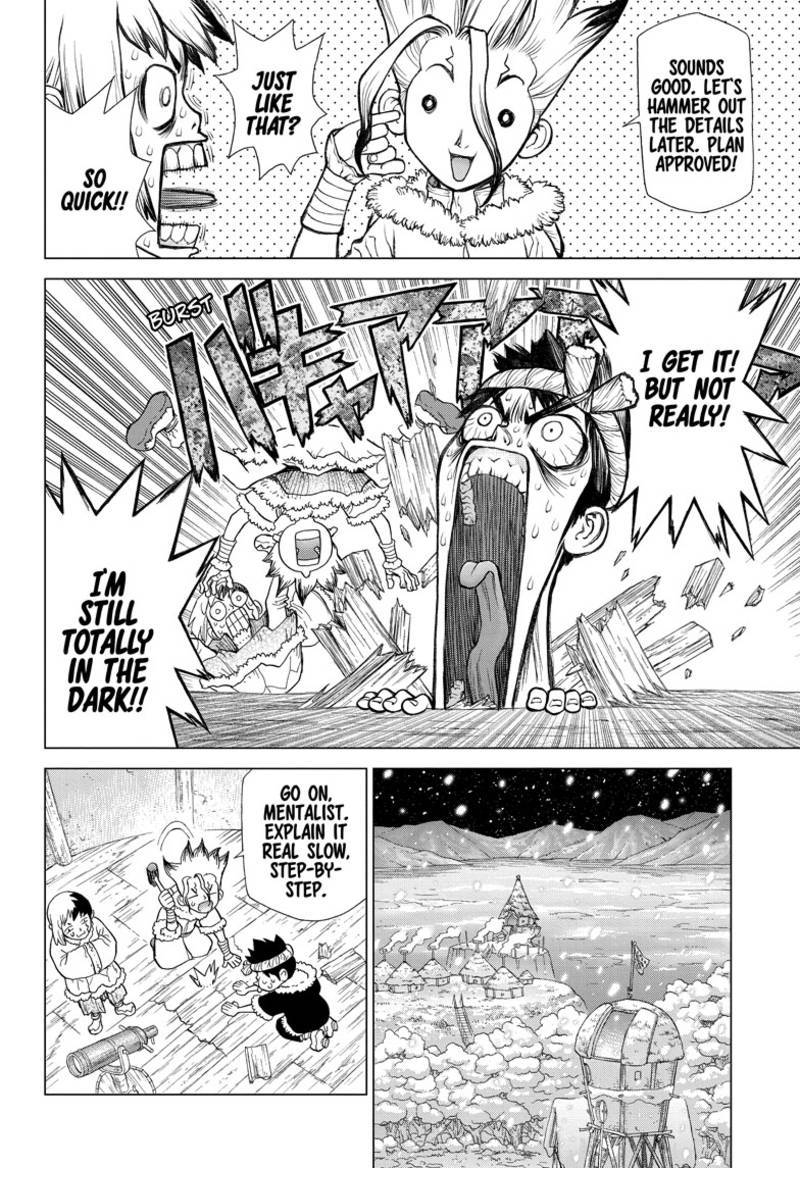 SOUNDS
GOOD. LET'S
HAMMER OUT
THE DETAILS
LATER. PLAN
APPROVED!
JUST
LIKE
THAT?
SO
QUICK!!
I GET IT!
BUT NOT
REALLY!
BURST
バキャアーン
I'M
STILL
TOTALLY
IN THE
DARK!!
GO ON,
MENTALIST.
EXPLAIN IT
REAL SLOW,
STEP-BY-
STEP.